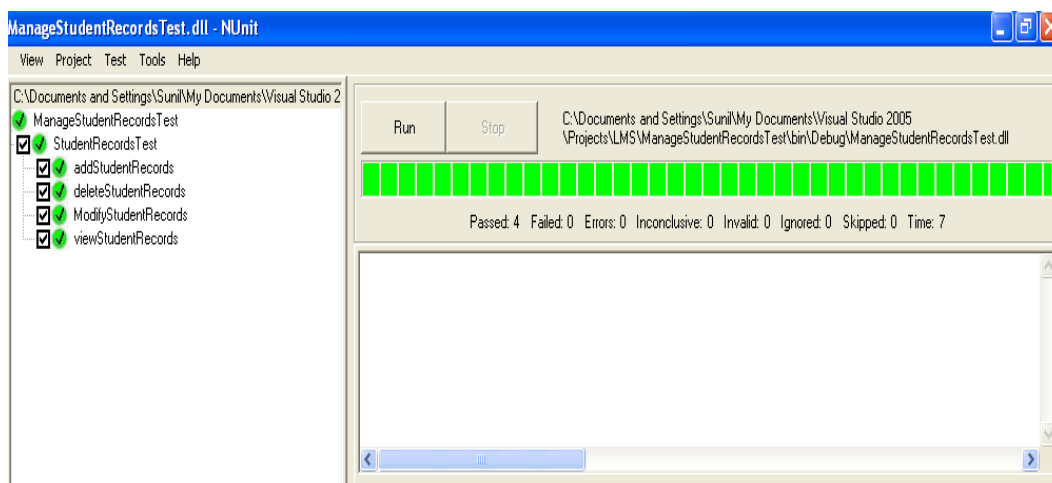 ManageStudentRecordsTest.dll - NUnit
View Project Test Tools Help
C:\Documents and Settings\Sunil\My Documents\Visual Studio 2
ManageStudentRecordsTest
StudentRecordsTest
addStudentRecords
deleteStudentRecords
ModifyStudentRecords
viewStudentRecords
Run
Stop
C:\Documents and Settings\Sunil\My Documents\Visual Studio 2005
\Projects\LMS\ManageStudentRecordsTest\bin\Debug\ManageStudentRecordsTest.dll
Passed: 4 Failed: 0 Errors: 0 Inconclusive: 0 Invalid: 0 Ignored: 0 Skipped: 0 Time: 7